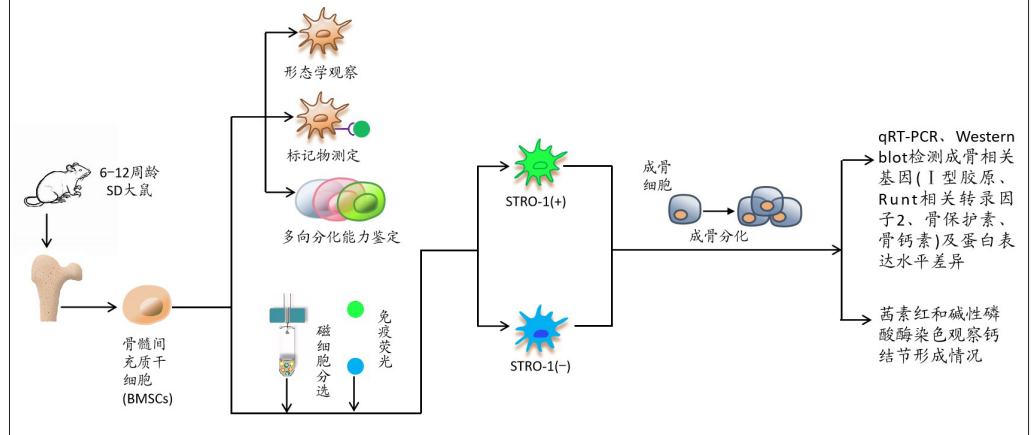 6-12周龄
SD大鼠
骨髓间
充质干
细胞
(BMSCs)
形态学观察
标记物测定
多向分化能力鉴定
磁细胞分选
免疫荧光
STRO-1(+)
STRO-1(−)
成骨
细胞
成骨分化
qRT-PCR、Western
blot检测成骨相关
基因(Ⅰ型胶原、
Runt相关转录因
子2、骨保护素、
骨钙素)及蛋白表
达水平差异
茜素红和碱性磷
酸酶染色观察钙
结节形成情况